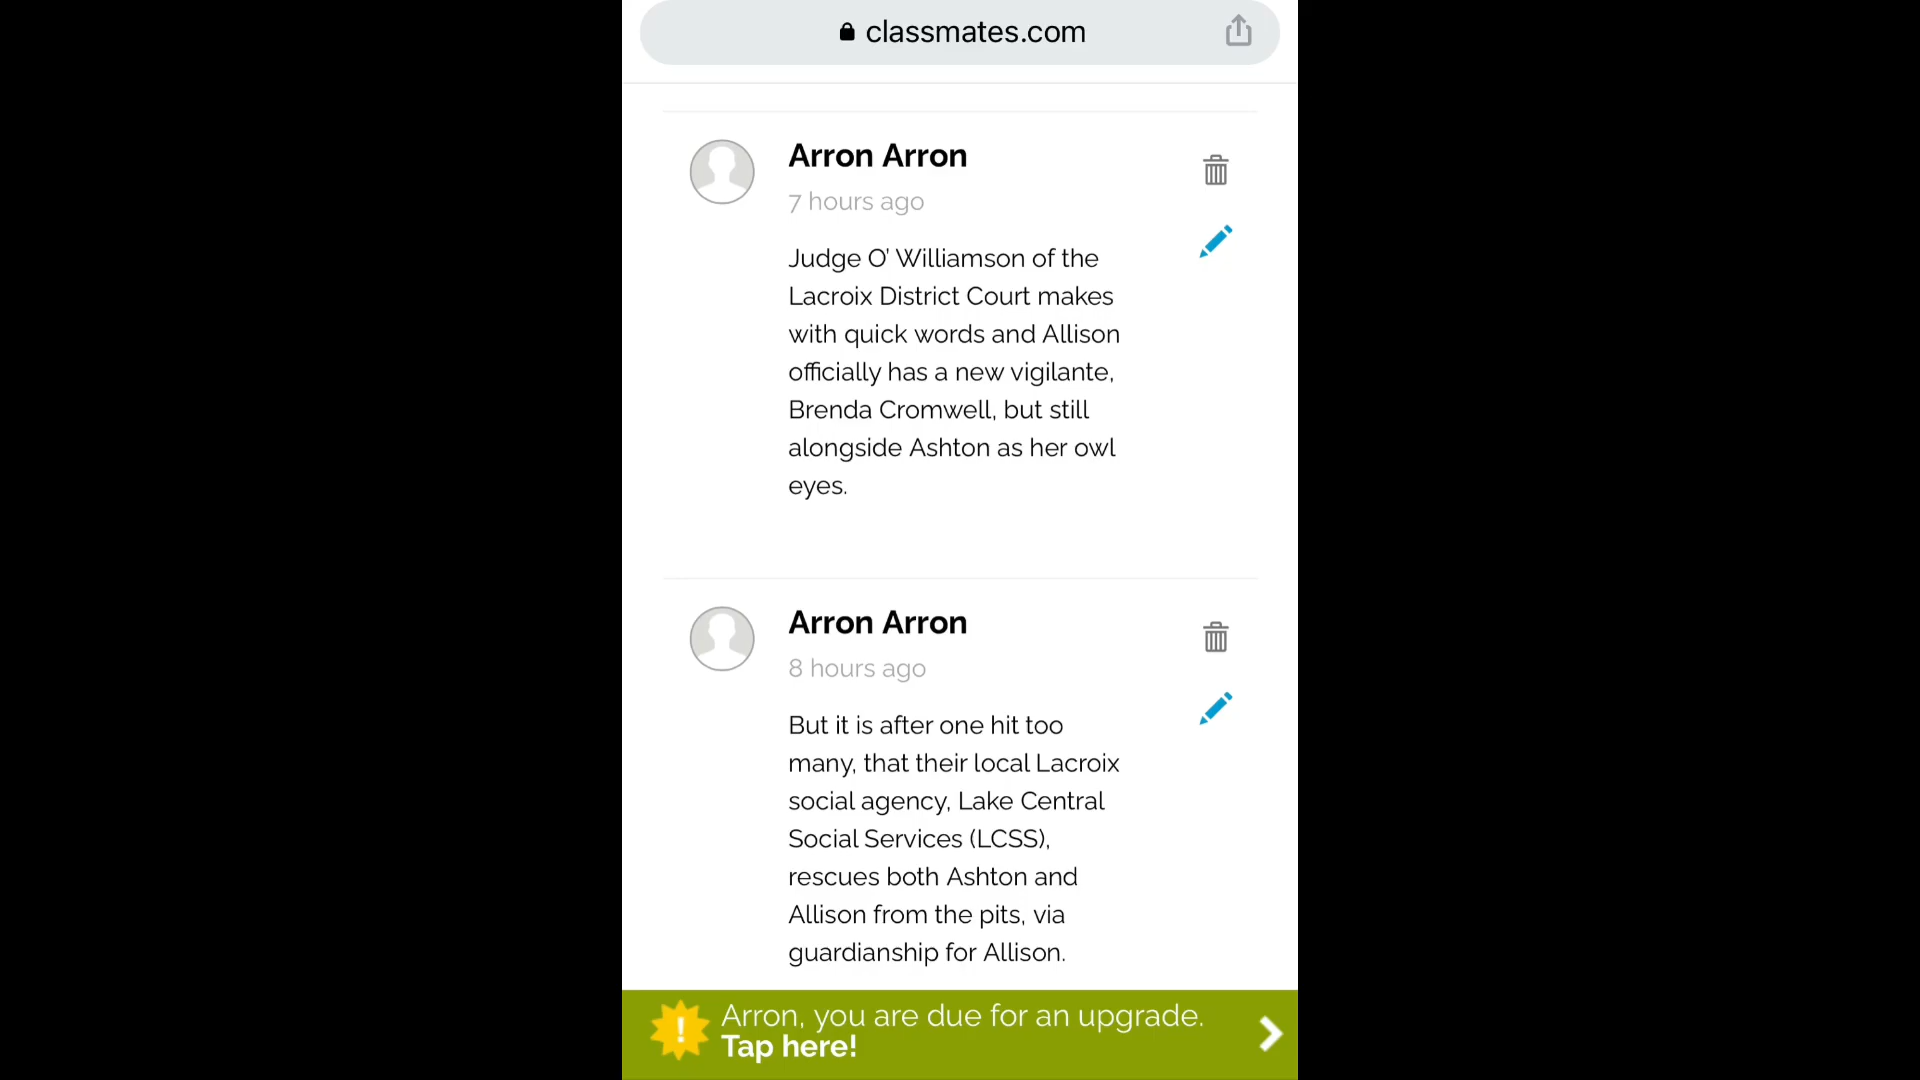 classmates.com
Arron Arron
7 hours ago
Judge O' Williamson of the
Lacroix District Court makes
with quick words and Allison
officially has a new vigilante,
Brenda Cromwell, but still
alongside Ashton as her owl
eyes.
Arron Arron
8 hours ago
But it is after one hit too
many, that their local Lacroix
social agency, Lake Central
Social Services (LCSS),
rescues both Ashton and
Allison from the pits, via
guardianship for Allison.
Arron, you are due for an upgrade.
Tap here!